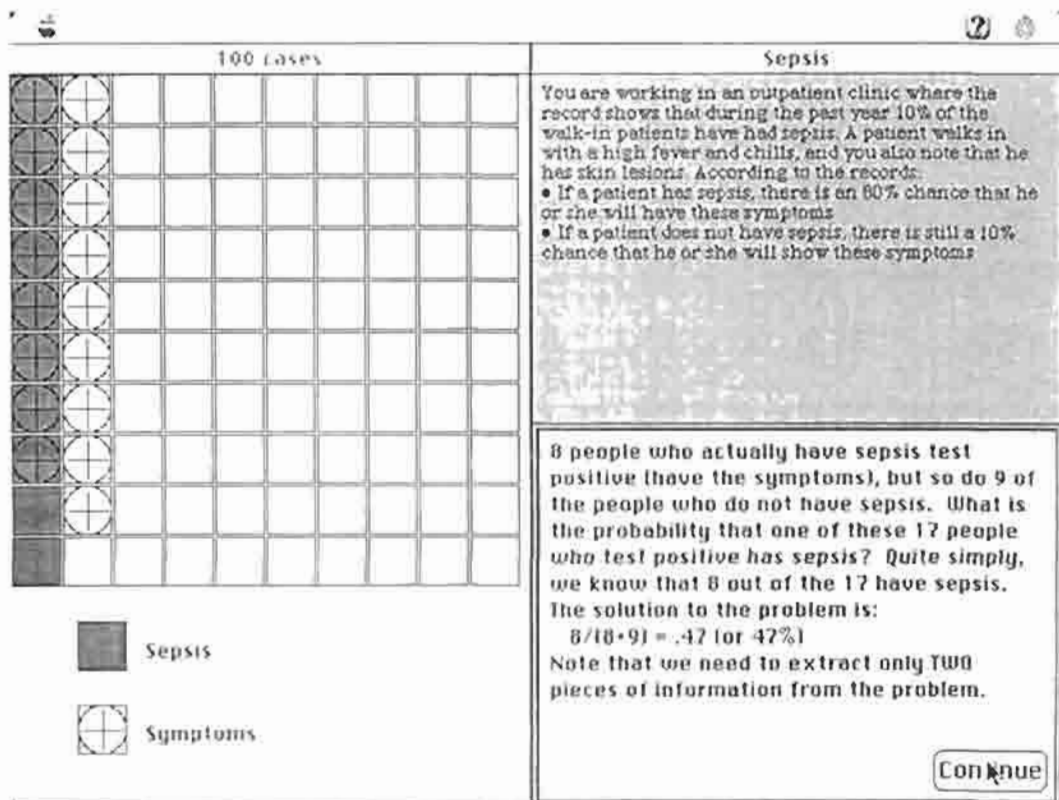 100 cases
Sepsis
You are working in an outpatient clinic where the
record shows that during the past year 10% of the
walk-in patients have had sepsis. A patient walks in
with a high fever and chills, and you also note that he
has skin lesions. According to the records:
• If a patient has sepsis, there is an 80% chance that he
or she will have these symptoms
• If a patient does not have sepsis, there is still a 10%
chance that he or she will show these symptoms
8 people who actually have sepsis test
positive (have the symptoms), but so do 9 of
the people who do not have sepsis. What is
the probability that one of these 17 people
who test positive has sepsis? Quite simply,
we know that 8 out of the 17 have sepsis.
The solution to the problem is:
8/(8+9) = .47 (or 47%)
Note that we need to extract only TWO
pieces of information from the problem.
Sepsis
Symptoms
Continue